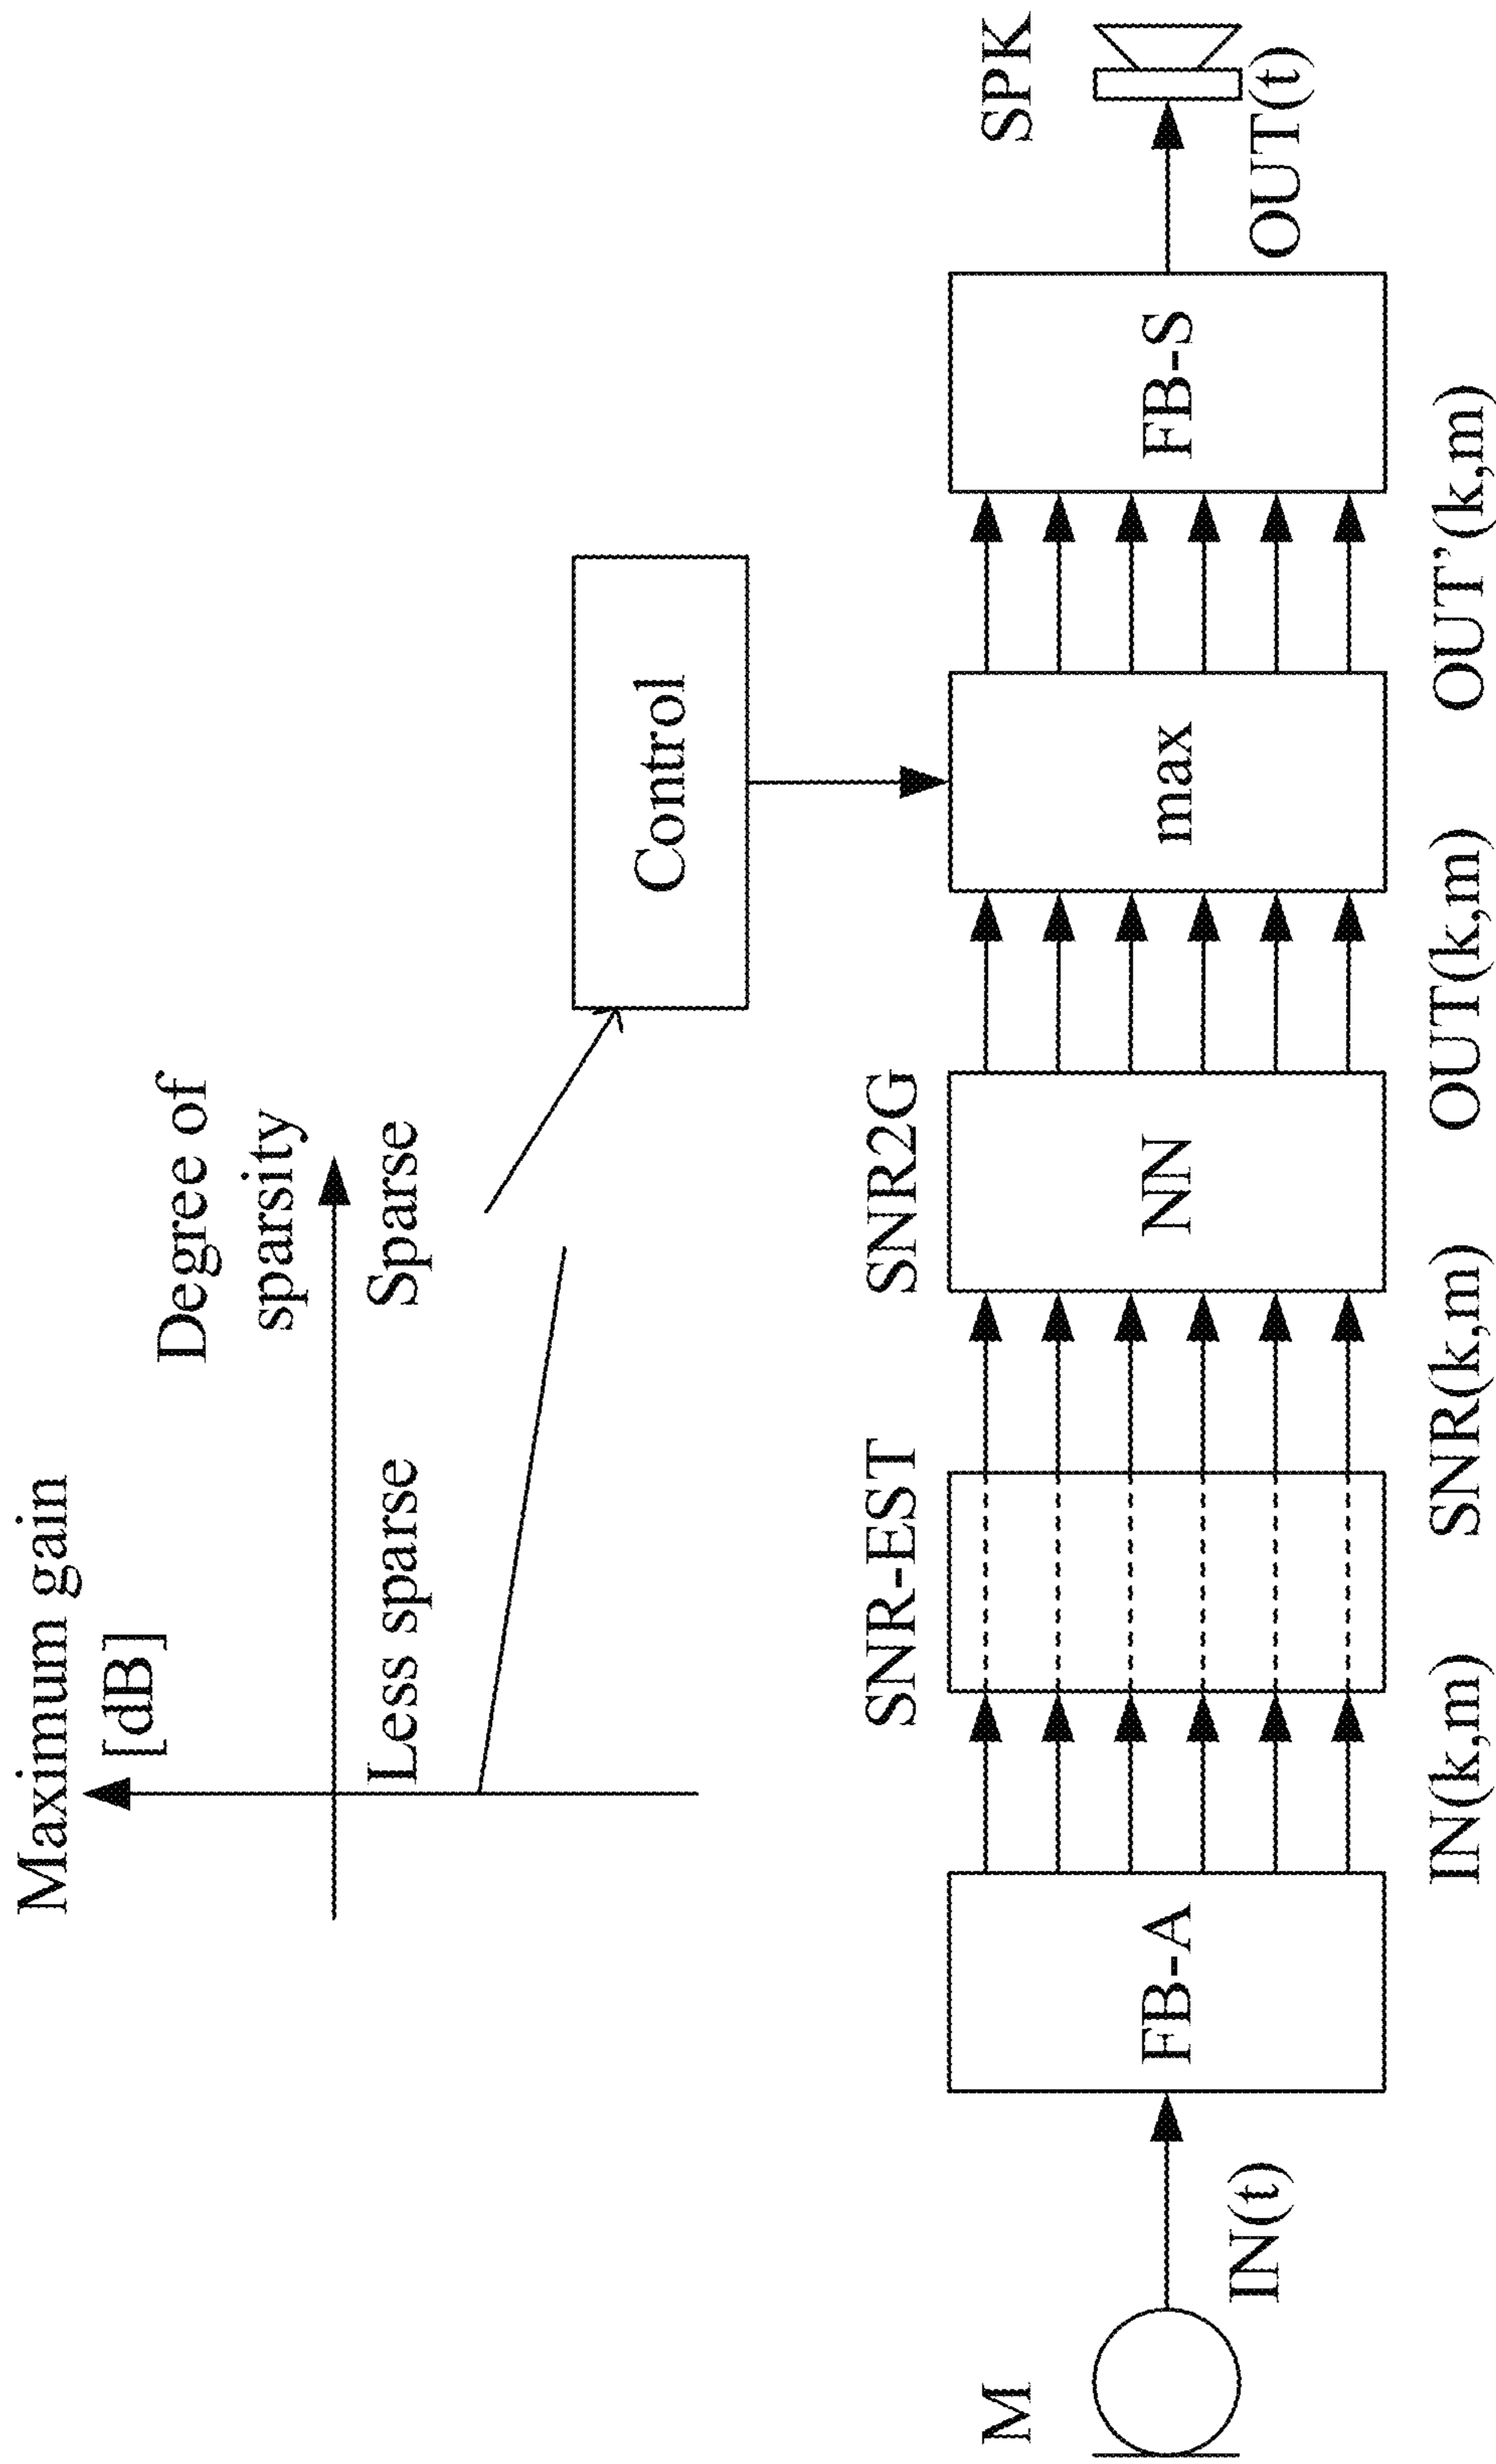 Maximum gain
[dB]
Degree of
sparsity
Less sparse
Sparse
Control
SNR-EST
SNR2G
M
SPK
FB-A
NN
max
FB-S
IN(t)
OUT(t)
IN(k,m)
SNR(k,m)
OUT(k,m)
OUT’(k,m)